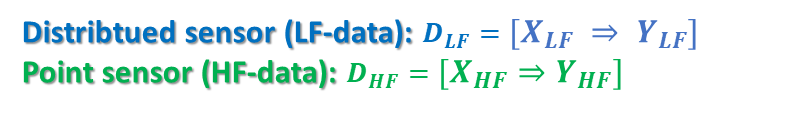 Distribtued sensor (LF-data): D_LF = [X_LF ⇒ Y_LF]
Point sensor (HF-data): D_HF = [X_HF ⇒ Y_HF]